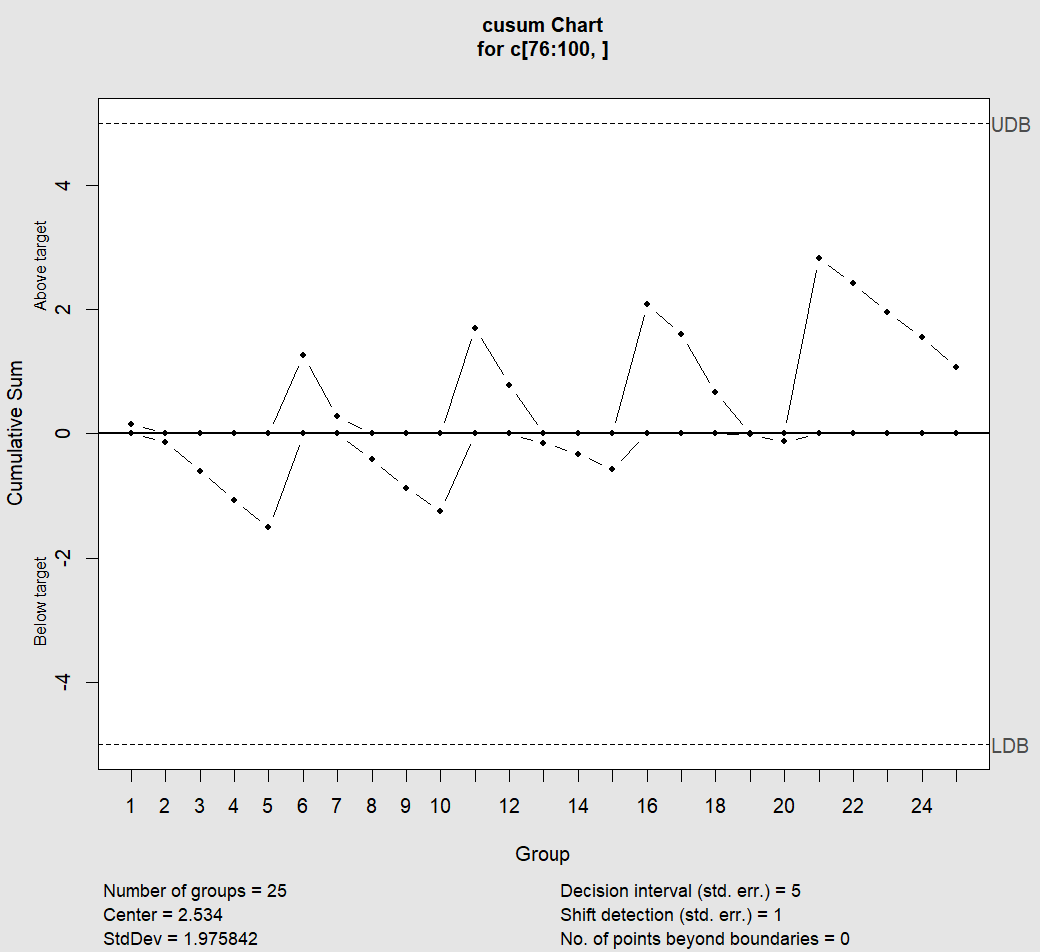 cusum Chart
for c[76:100, ]
UDB
4
Above target
2
Cumulative Sum
0
-2
Below target
-4
LDB
1 2 3 4 5 6 7 8 9 10 12 14 16 18 20 22 24
Group
Number of groups = 25
Center = 2.534
StdDev = 1.975842
Decision interval (std. err.) = 5
Shift detection (std. err.) = 1
No. of points beyond boundaries = 0